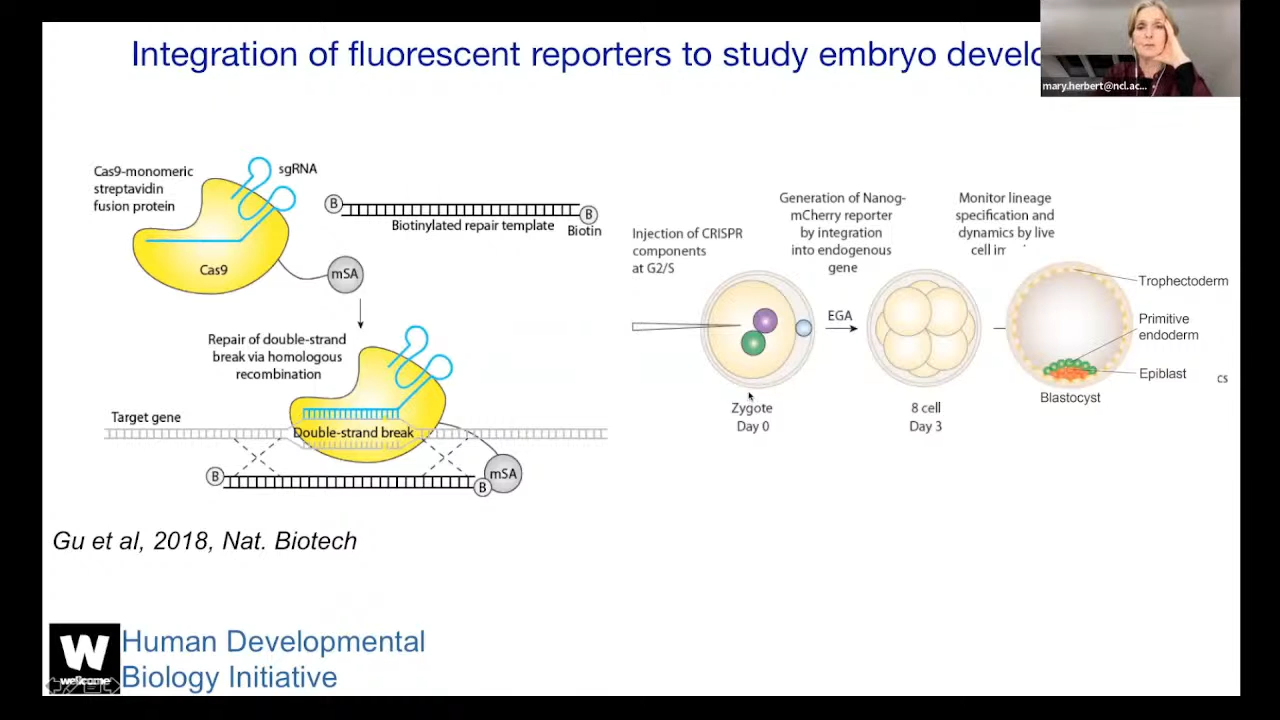 Integration of fluorescent reporters to study embryo develo
mary.herbert@ncl.ac...
Cas9-monomeric
streptavidin
fusion protein
sgRNA
B
B
Biotinylated repair template
Biotin
Cas9
mSA
Repair of double-strand
break via homologous
recombination
Target gene
Double-strand break
B
B
mSA
Injection of CRISPR
components
at G2/S
Generation of Nanog-
mCherry reporter
by integration
into endogenous
gene
Monitor lineage
specification and
dynamics by live
cell im
EGA
Trophectoderm
Primitive
endoderm
Epiblast
cs
Zygote
Day 0
8 cell
Day 3
Blastocyst
Gu et al, 2018, Nat. Biotech
W
wellcome
Human Developmental
Biology Initiative